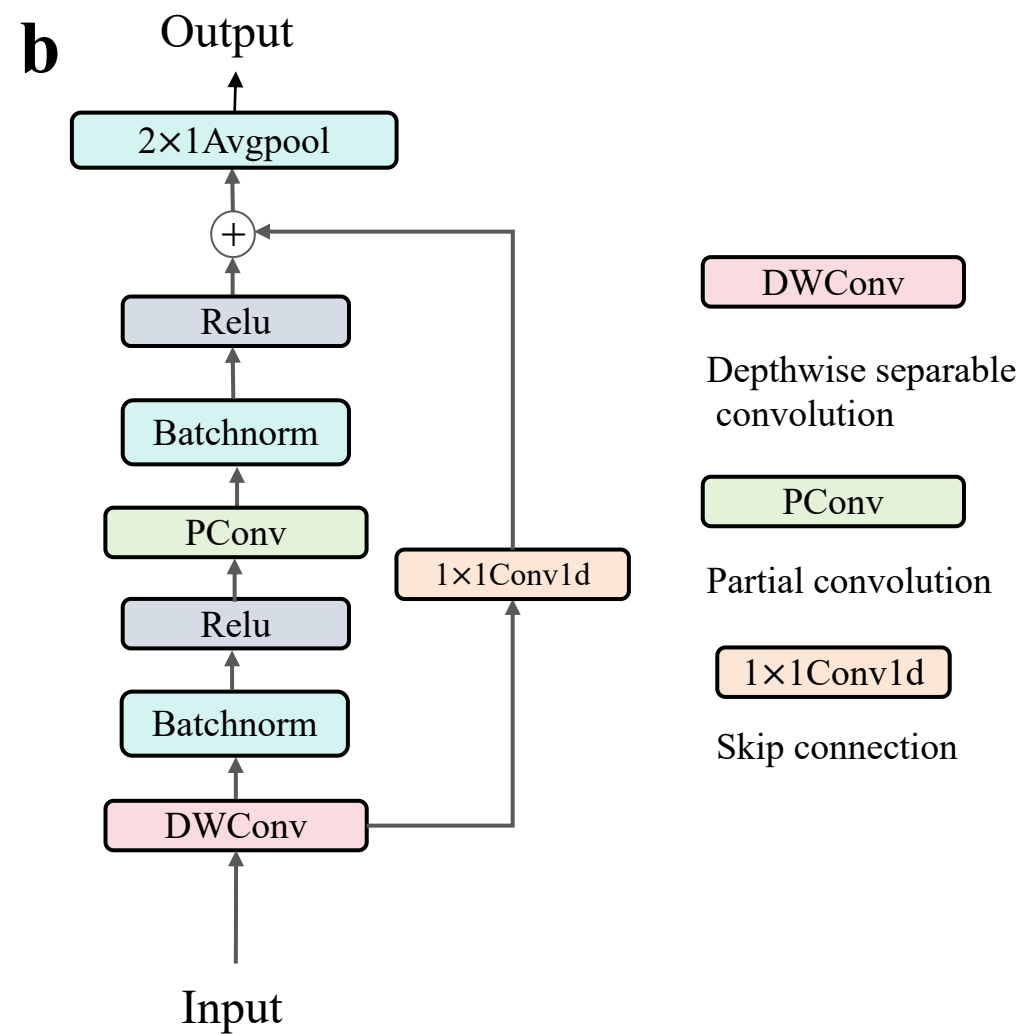 b
Output
2×1Avgpool
+
Relu
Batchnorm
PConv
1×1Conv1d
Relu
Batchnorm
DWConv
Input
DWConv
Depthwise separable
convolution
PConv
Partial convolution
1×1Conv1d
Skip connection